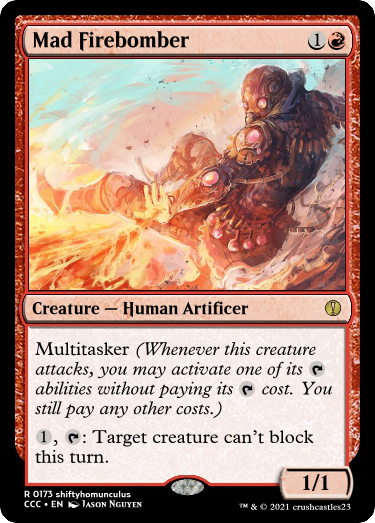 Mad Firebomber 1
Creature — Human Artificer
Multitasker (Whenever this creature
attacks, you may activate one of its
abilities without paying its cost. You
still pay any other costs.)
1, : Target creature can't block
this turn.
1/1
R 0173 shiftyhomunculus
CCC • EN JASON NGUYEN
™ & © 2021 crushcastles23